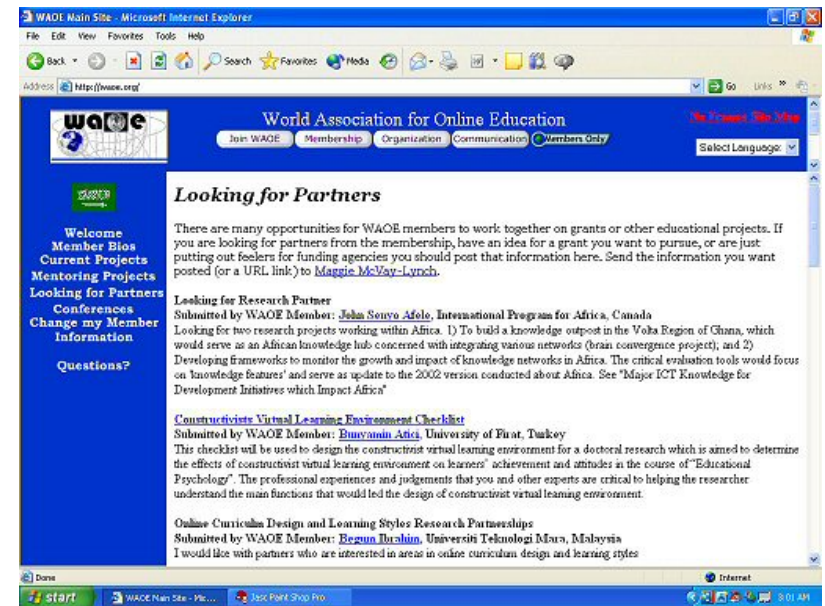 WAOE Main Site - Microsoft Internet Explorer
File Edit View Favorites Tools Help
Back Search Favorites Media
Address http://waoe.org/ Go Links
waoe
World Association for Online Education
No Frames Site Map
Join WAOE Membership Organization Communication Members Only
Select Language:
Welcome
Member Bios
Current Projects
Mentoring Projects
Looking for Partners
Conferences
Change my Member
Information
Questions?
Looking for Partners
There are many opportunities for WAOE members to work together on grants or other educational projects. If
you are looking for partners from the membership, have an idea for a grant you want to pursue, or are just
putting out feelers for funding agencies you should post that information here. Send the information you want
posted (or a URL link) to Maggie McVay-Lynch.
Looking for Research Partner
Submitted by WAOE Member: John Senyo Afele, International Program for Africa, Canada
Looking for two research projects working within Africa. 1) To build a knowledge outpost in the Volta Region of Ghana, which
would serve as an African knowledge hub concerned with integrating various networks (brain convergence project); and 2)
Developing frameworks to monitor the growth and impact of knowledge networks in Africa. The critical evaluation tools would focus
on 'knowledge features' and serve as update to the 2002 version conducted about Africa. See "Major ICT Knowledge for
Development Initiatives which Impact Africa"
Constructivists Virtual Learning Environment Checklist
Submitted by WAOE Member: Bunyamin Atici, University of Firat, Turkey
This checklist will be used to design the constructivist virtual learning environment for a doctoral research which is aimed to determine
the effects of constructivist virtual learning environment on learners' achievement and attitudes in the course of "Educational
Psychology". The professional experiences and judgements that you and other experts are critical to helping the researcher
understand the main functions that would led the design of constructivist virtual learning environment.
Online Curriculm Design and Learning Styles Research Partnerships
Submitted by WAOE Member: Begum Ibrahim, Universiti Teknologi Mara, Malaysia
I would like with partners who are interested in areas in online curriculum design and learning styles
Done Internet
start WAOE Main Site - Mic... Jasc Paint Shop Pro 3:01 AM